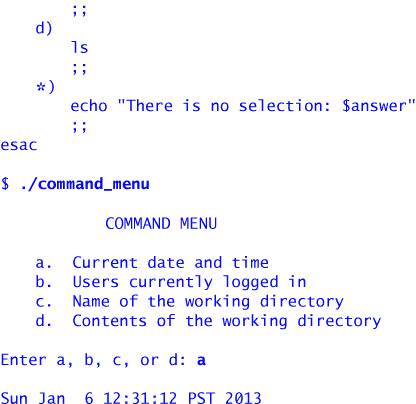 ;;
d)
ls
;;
*)
echo "There is no selection: $answer"
;;
esac
$ ./command_menu
COMMAND MENU
a. Current date and time
b. Users currently logged in
c. Name of the working directory
d. Contents of the working directory
Enter a, b, c, or d: a
Sun Jan 6 12:31:12 PST 2013